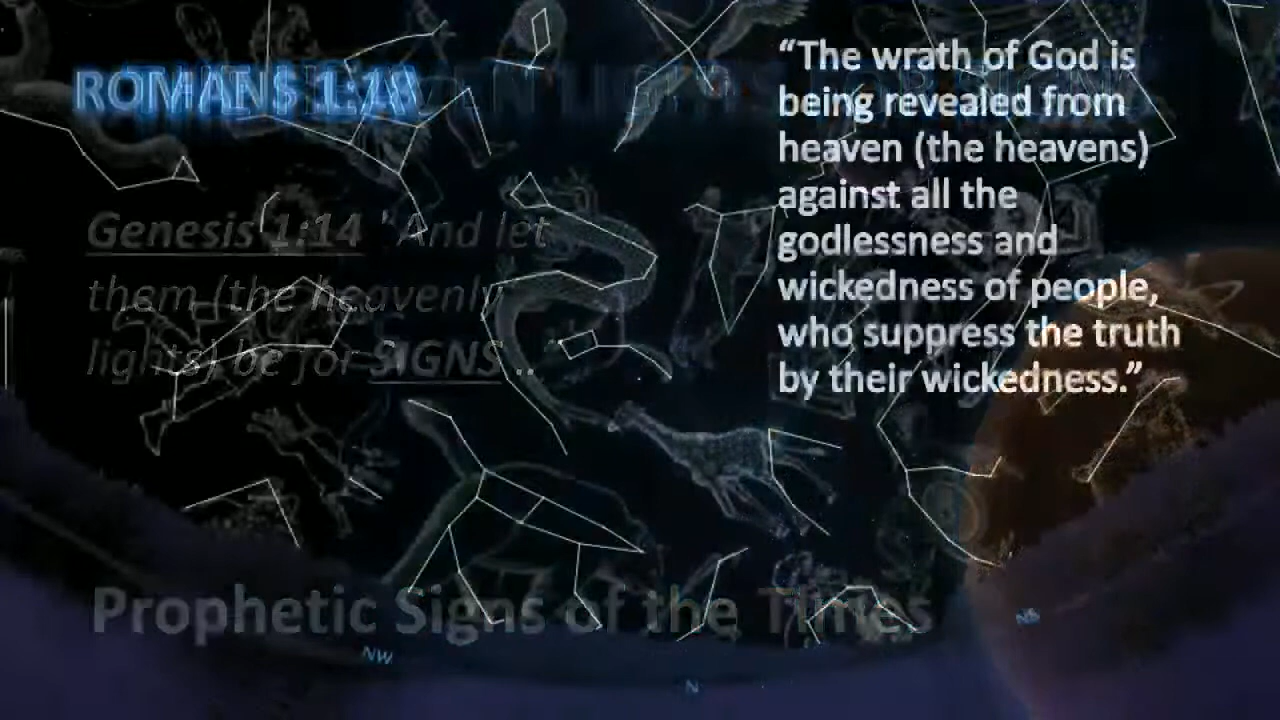 ROMANS 1:18
Genesis 1:14 "And let
them (the heavenly
lights) be for SIGNS..."
“The wrath of God is
being revealed from
heaven (the heavens)
against all the
godlessness and
wickedness of people,
who suppress the truth
by their wickedness.”
Prophetic Signs of the Times
NW
N
NE